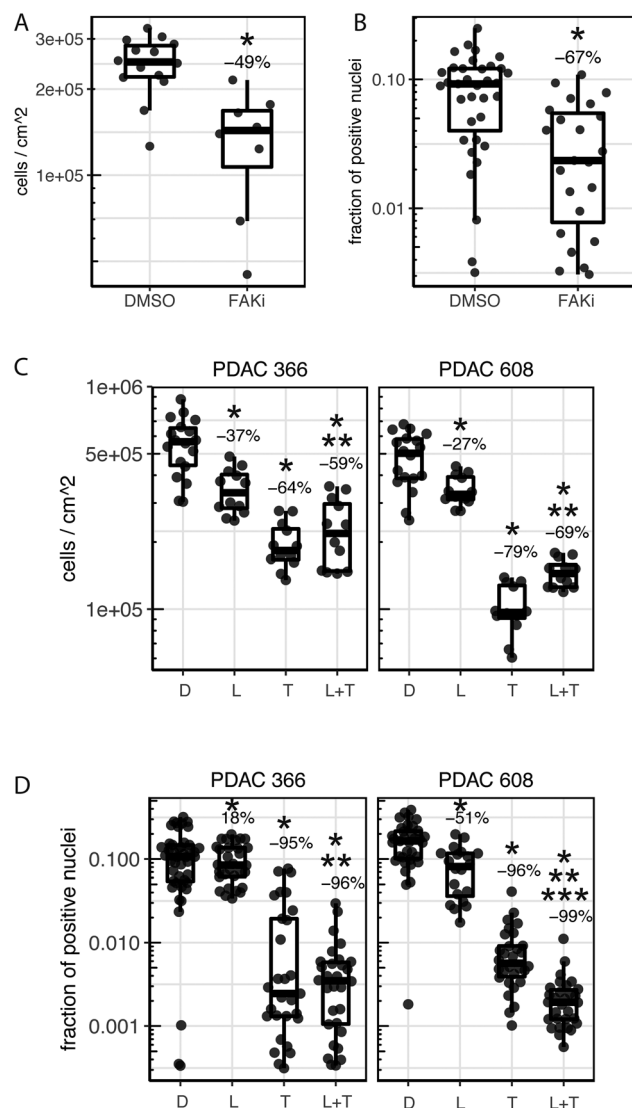 A
cells / cm^2
3e+05
2e+05
1e+05
*
−49%
DMSO
FAKi
B
fraction of positive nuclei
0.10
0.01
*
−67%
DMSO
FAKi
C
PDAC 366
PDAC 608
cells / cm^2
1e+06
5e+05
1e+05
*
−37%
*
−64%
*
**
−59%
*
−27%
*
−79%
*
**
−69%
D
L
T
L+T
D
L
T
L+T
D
PDAC 366
PDAC 608
fraction of positive nuclei
0.100
0.010
0.001
*
18%
*
−95%
*
**
−96%
*
−51%
*
−96%
*
**
***
−99%
D
L
T
L+T
D
L
T
L+T